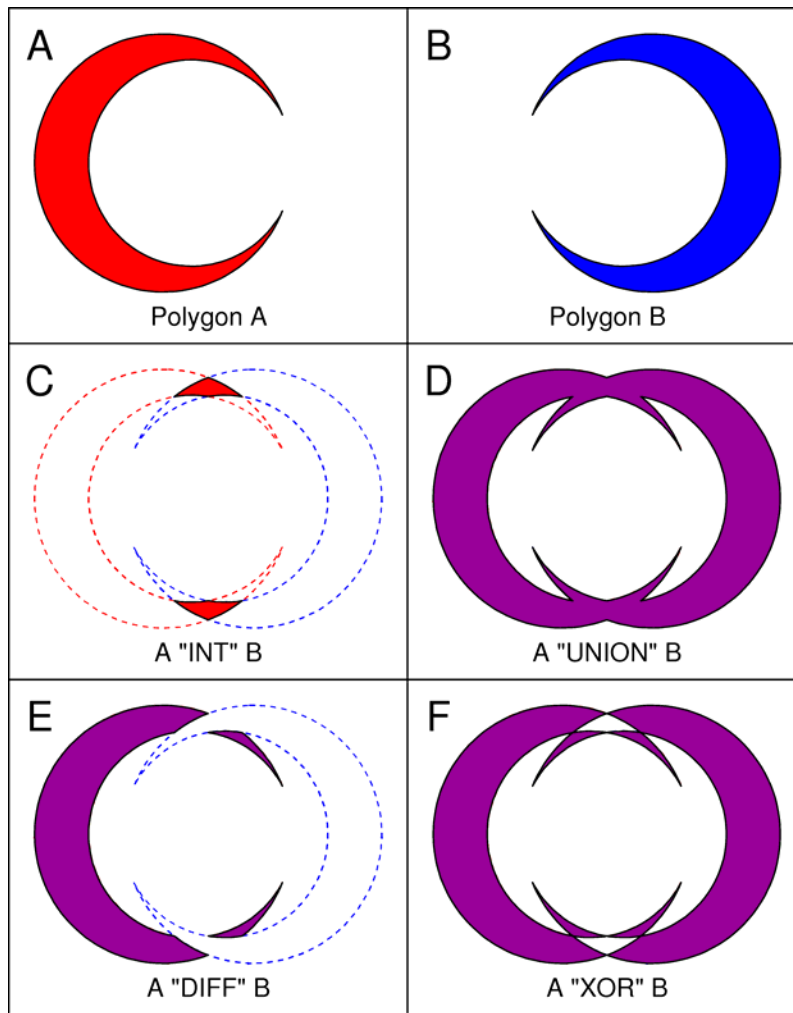 A
B
Polygon A
Polygon B
C
D
A "INT" B
A "UNION" B
E
F
A "DIFF" B
A "XOR" B